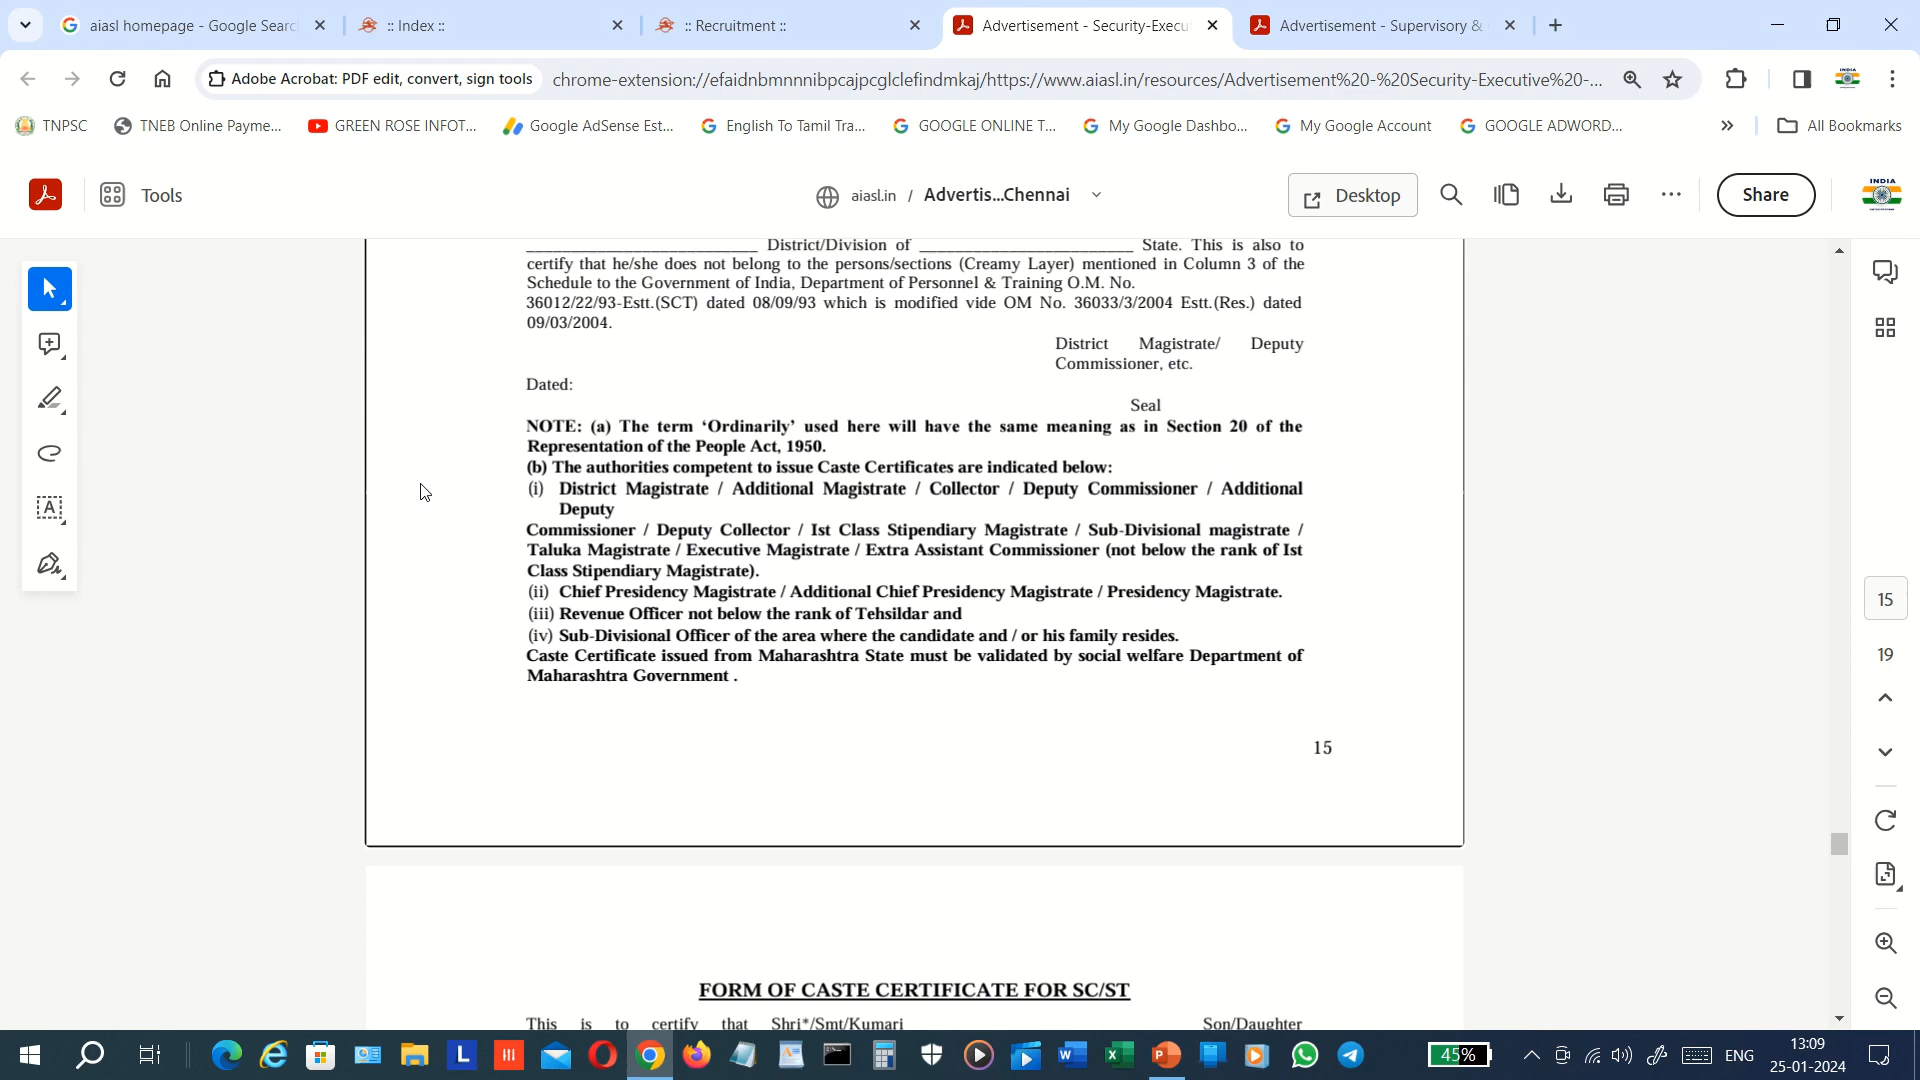 aiasl homepage - Google Searc
:: Index ::
:: Recruitment ::
Advertisement - Security-Execu
Advertisement - Supervisory &
Adobe Acrobat: PDF edit, convert, sign tools
chrome-extension://efaidnbmnnnibpcajpcglclefindmkaj/https://www.aiasl.in/resources/Advertisement%20-%20Security-Executive%20-...
TNPSC
TNEB Online Payme...
GREEN ROSE INFOT...
Google AdSense Est...
English To Tamil Tra...
GOOGLE ONLINE T...
My Google Dashbo...
My Google Account
GOOGLE ADWORD...
All Bookmarks
Tools
aiasl.in / Advertis...Chennai
Desktop
Share
INDIA
__________________________ District/Division of ________________________ State. This is also to
certify that he/she does not belong to the persons/sections (Creamy Layer) mentioned in Column 3 of the
Schedule to the Government of India, Department of Personnel & Training O.M. No.
36012/22/93-Estt.(SCT) dated 08/09/93 which is modified vide OM No. 36033/3/2004 Estt.(Res.) dated
09/03/2004.
District Magistrate/ Deputy
Commissioner, etc.
Dated:
Seal
NOTE: (a) The term ‘Ordinarily’ used here will have the same meaning as in Section 20 of the
Representation of the People Act, 1950.
(b) The authorities competent to issue Caste Certificates are indicated below:
(i) District Magistrate / Additional Magistrate / Collector / Deputy Commissioner / Additional
Deputy
Commissioner / Deputy Collector / Ist Class Stipendiary Magistrate / Sub-Divisional magistrate /
Taluka Magistrate / Executive Magistrate / Extra Assistant Commissioner (not below the rank of Ist
Class Stipendiary Magistrate).
(ii) Chief Presidency Magistrate / Additional Chief Presidency Magistrate / Presidency Magistrate.
(iii) Revenue Officer not below the rank of Tehsildar and
(iv) Sub-Divisional Officer of the area where the candidate and / or his family resides.
Caste Certificate issued from Maharashtra State must be validated by social welfare Department of
Maharashtra Government .
15
15
19
FORM OF CASTE CERTIFICATE FOR SC/ST
This is to certify that Shri*/Smt/Kumari Son/Daughter
45%
ENG
13:09
25-01-2024